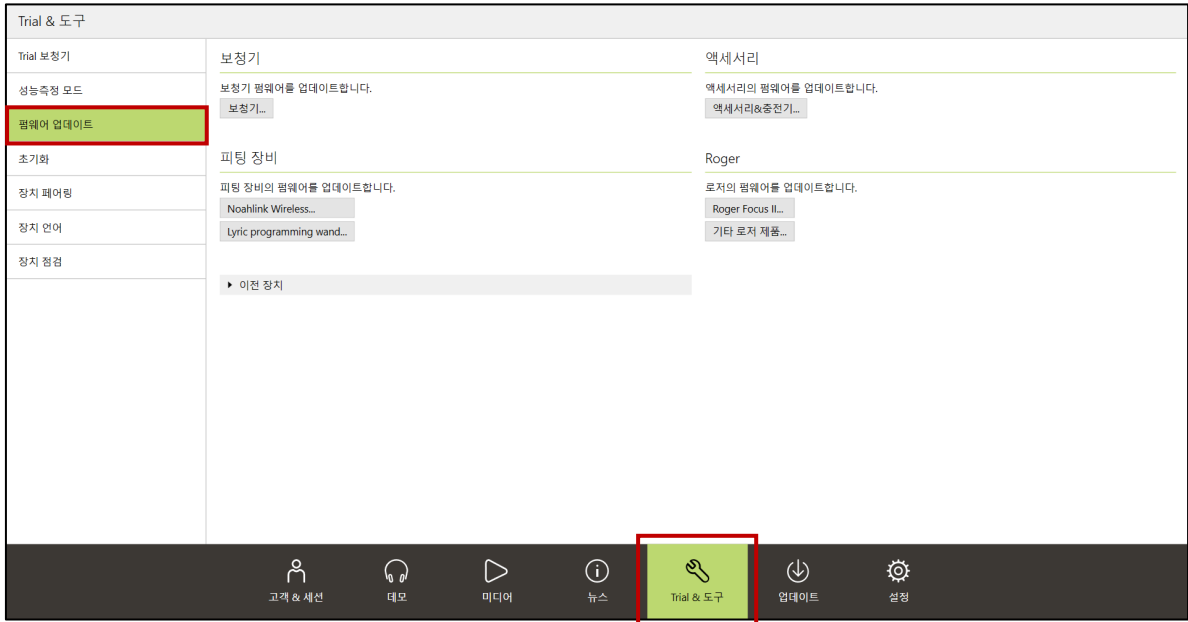 Trial & 도구
Trial 보청기
성능측정 모드
펌웨어 업데이트
초기화
장치 페어링
장치 언어
장치 점검
보청기
보청기 펌웨어를 업데이트합니다.
보청기...
액세서리
액세서리의 펌웨어를 업데이트합니다.
액세서리&충전기...
피팅 장비
피팅 장비의 펌웨어를 업데이트합니다.
Noahlink Wireless...
Lyric programming wand...
Roger
로저의 펌웨어를 업데이트합니다.
Roger Focus II...
기타 로저 제품...
이전 장치
고객 & 세션
데모
미디어
뉴스
Trial & 도구
업데이트
설정